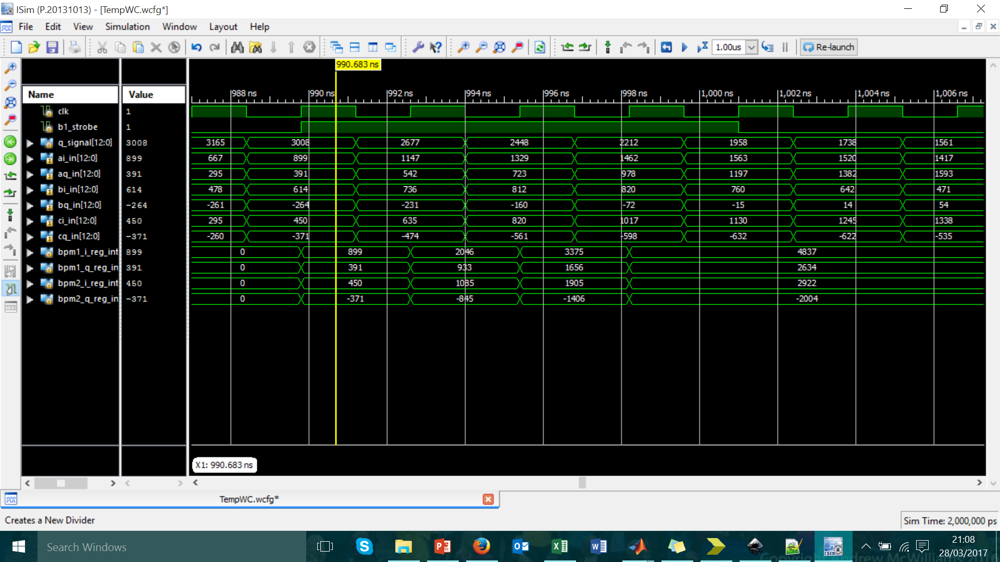 ISim (P.20131013) - [TempWC.wcfg*]
File Edit View Simulation Window Layout Help
1.00us Re-launch
990.683 ns
Name Value 988 ns 990 ns 992 ns 994 ns 996 ns 998 ns 1,000 ns 1,002 ns 1,004 ns 1,006 ns
clk 1
b1_strobe 1
q_signal[12:0] 3008 3165 3008 2677 2448 2212 1958 1738 1561
ai_in[12:0] 899 667 899 1147 1329 1462 1563 1520 1417
aq_in[12:0] 391 295 391 542 723 978 1197 1382 1593
bi_in[12:0] 614 478 614 736 812 820 760 642 471
bq_in[12:0] -264 -261 -264 -231 -160 -72 -15 14 54
ci_in[12:0] 450 295 450 635 820 1017 1130 1245 1338
cq_in[12:0] -371 -260 -371 -474 -561 -598 -632 -622 -535
bpm1_i_reg_int 899 0 899 2046 3375 4837
bpm1_q_reg_in 391 0 391 933 1656 2634
bpm2_i_reg_int 450 0 450 1085 1905 2922
bpm2_q_reg_in -371 0 -371 -845 -1406 -2004
X1: 990.683 ns
TempWC.wcfg*
Creates a New Divider
Sim Time: 2,000,000 ps
Search Windows
21:08
28/03/2017